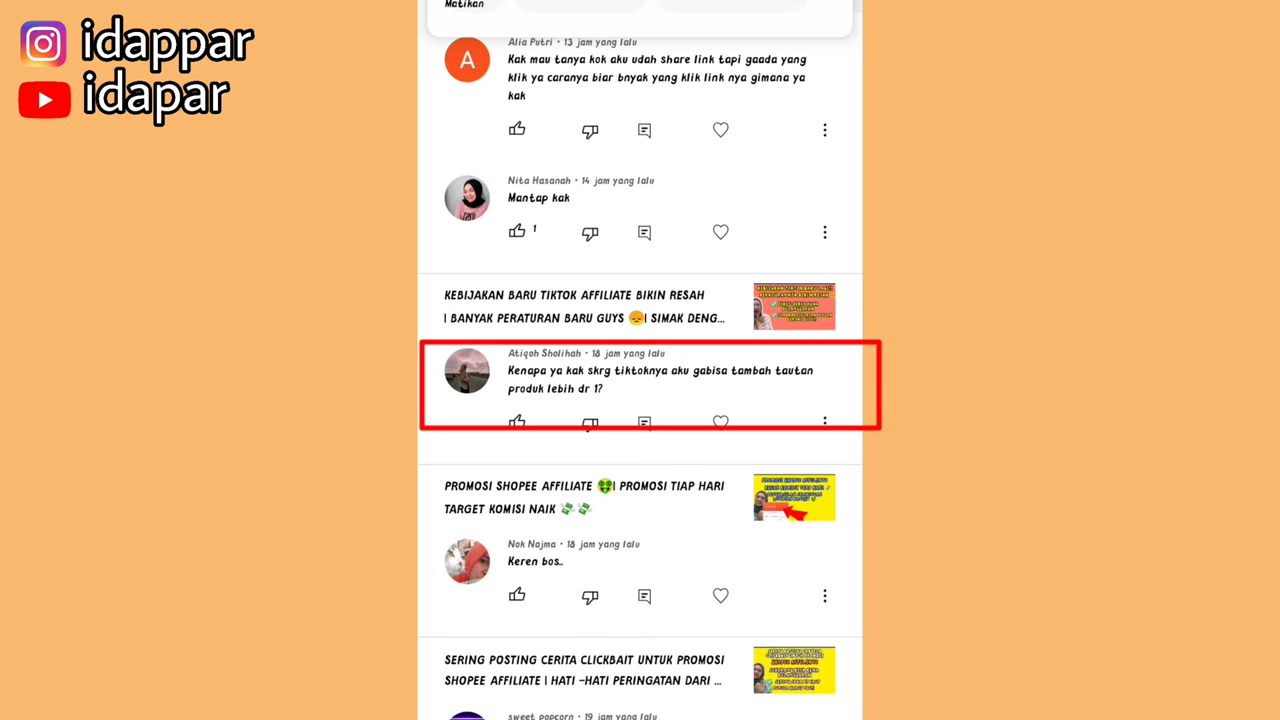 idappar
idapar
Matikan
Alia Putri • 13 jam yang lalu
Kak mau tanya kok aku udah share link tapi gaada yang
klik ya caranya biar bnyak yang klik link nya gimana ya
kak
Nita Hasanah • 14 jam yang lalu
Mantap kak
1
KEBIJAKAN BARU TIKTOK AFFILIATE BIKIN RESAH
| BANYAK PERATURAN BARU GUYS 😞| SIMAK DENG...
Atiqoh Sholihah • 18 jam yang lalu
Kenapa ya kak skrg tiktoknya aku gabisa tambah tautan
produk lebih dr 1?
PROMOSI SHOPEE AFFILIATE 🤑| PROMOSI TIAP HARI
TARGET KOMISI NAIK 💸💸
Nok Najma • 18 jam yang lalu
Keren bos..
SERING POSTING CERITA CLICKBAIT UNTUK PROMOSI
SHOPEE AFFILIATE | HATI -HATI PERINGATAN DARI ...
sweet popcorn • 19 jam yang lalu